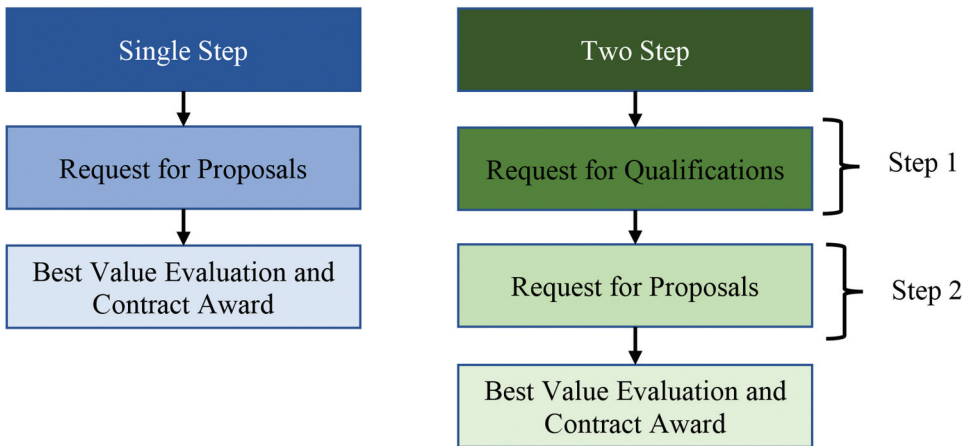 Single Step
Request for Proposals
Best Value Evaluation and
Contract Award
Two Step
Request for Qualifications
Step 1
Request for Proposals
Step 2
Best Value Evaluation and
Contract Award